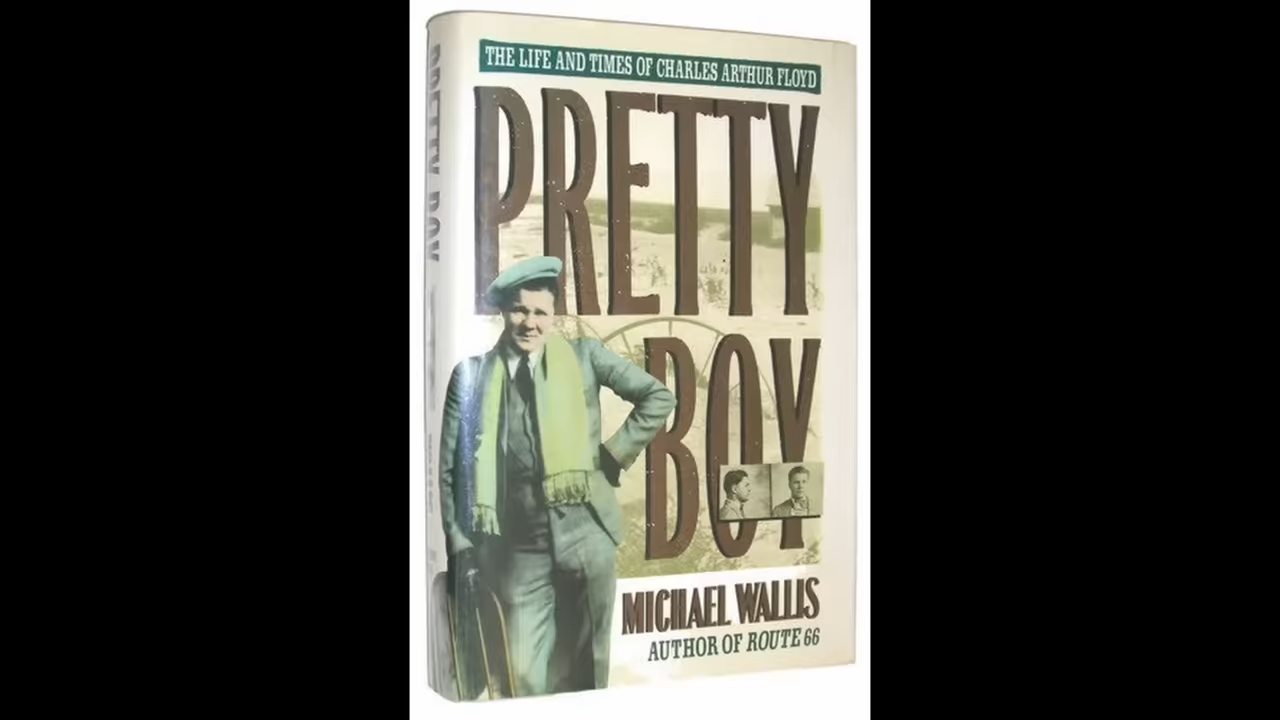 THE LIFE AND TIMES OF CHARLES ARTHUR FLOYD
PRETTY
BOY
MICHAEL WALLIS
AUTHOR OF ROUTE 66
PRETTY BOY